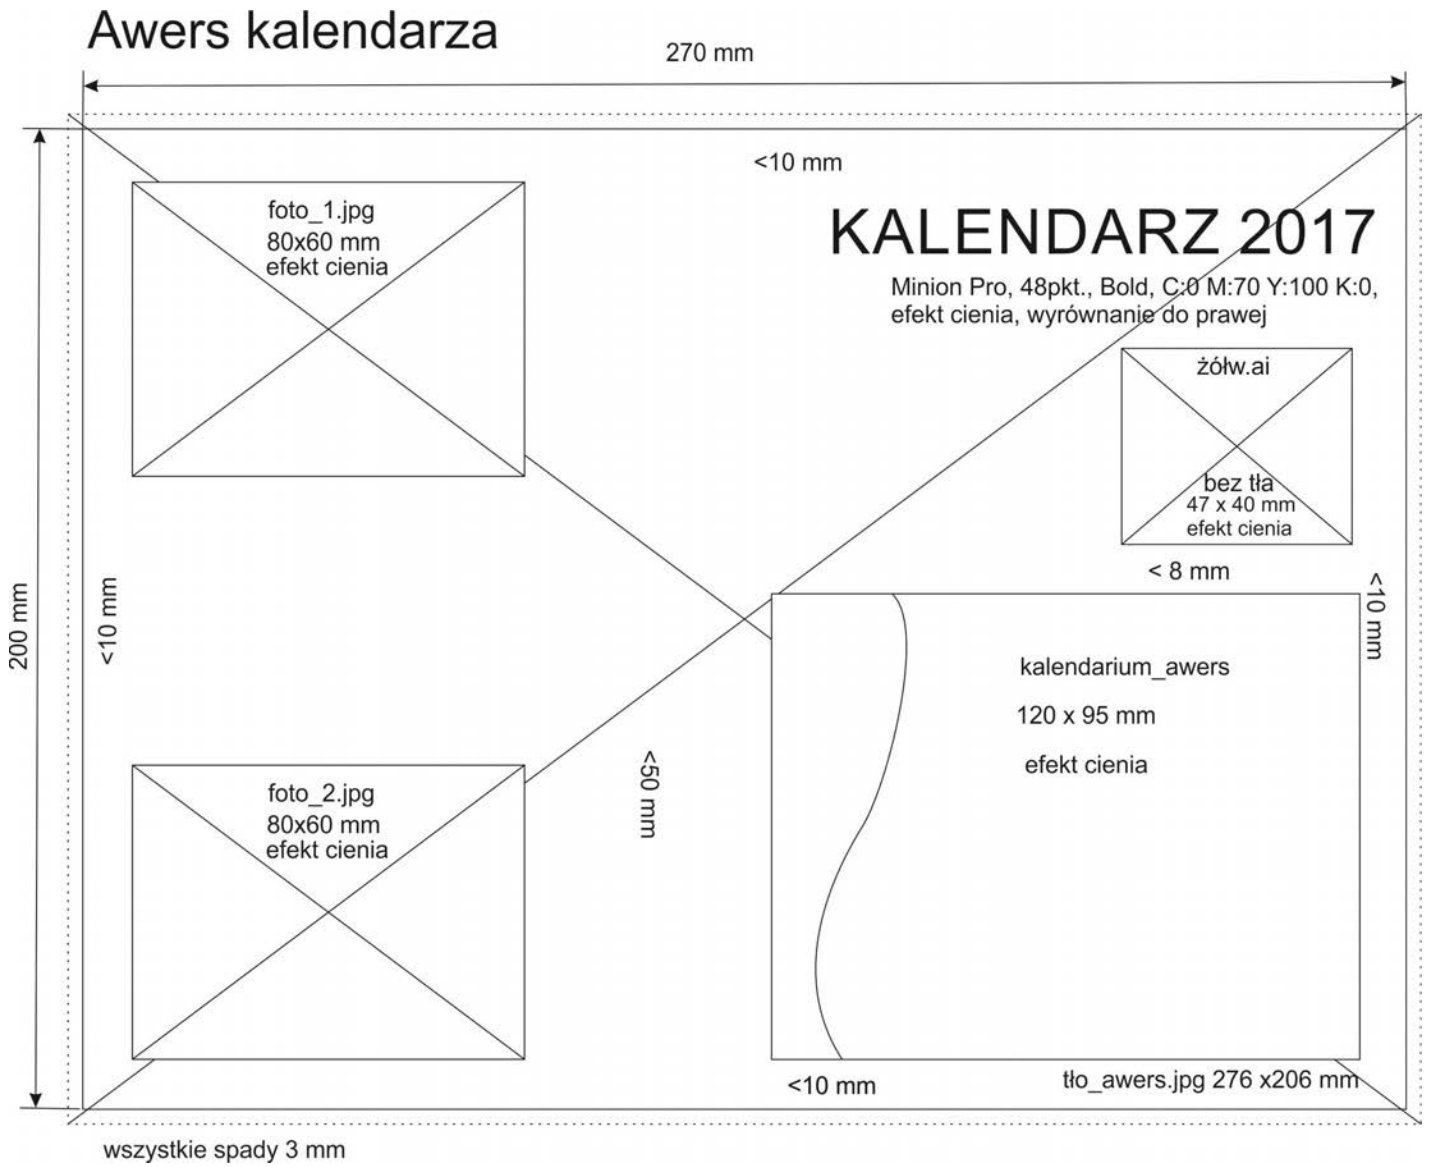 Awers kalendarza
270 mm
<10 mm
foto_1.jpg
80x60 mm
efekt cienia
KALENDARZ 2017
Minion Pro, 48pkt., Bold, C:0 M:70 Y:100 K:0,
efekt cienia, wyrównanie do prawej
żółw.ai
bez tła
47 x 40 mm
efekt cienia
< 8 mm
200 mm
<10 mm
<10 mm
kalendarium_awers
120 x 95 mm
efekt cienia
<50 mm
foto_2.jpg
80x60 mm
efekt cienia
<10 mm
tło_awers.jpg 276 x206 mm
wszystkie spady 3 mm